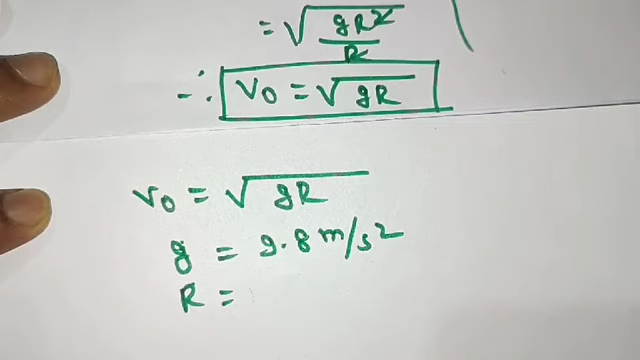 = √gR²/R
∴ V₀ = √gR
V₀ = √gR
g = 9.8 m/s²
R =